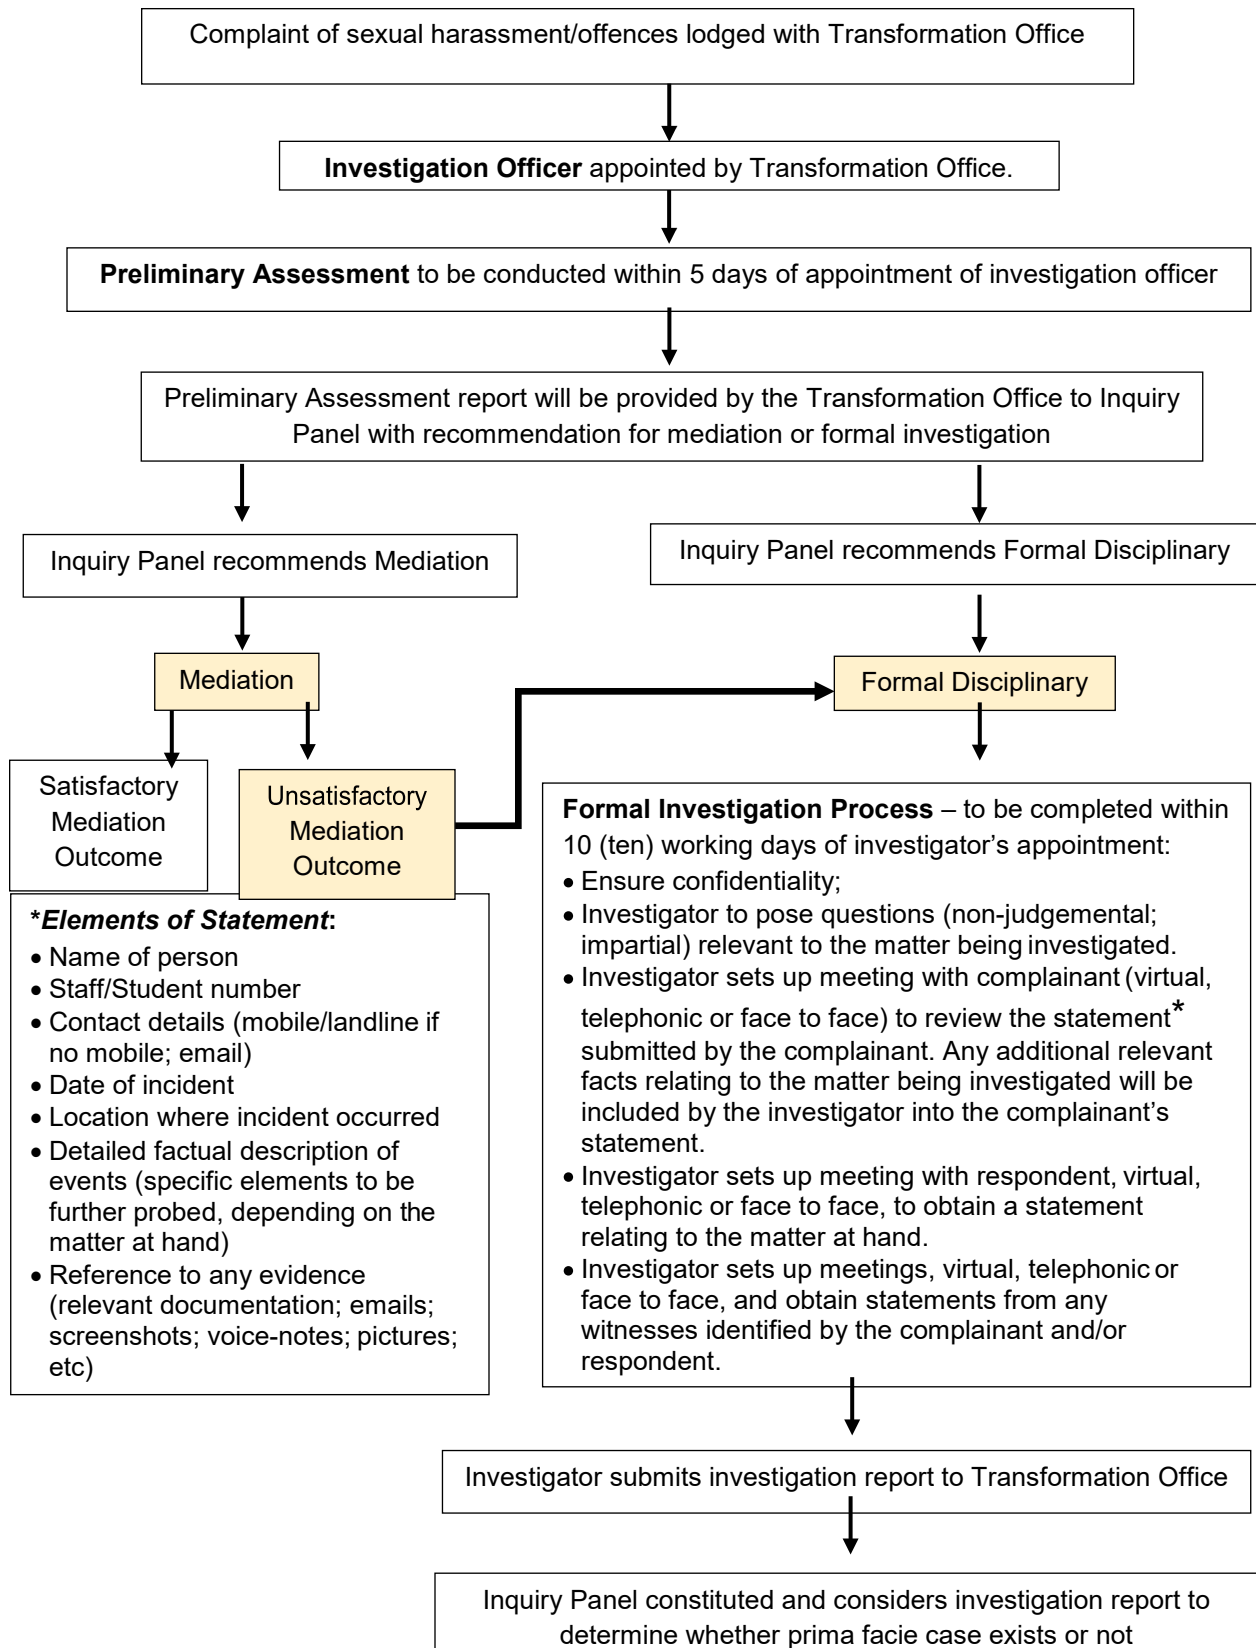 Complaint of sexual harassment/offences lodged with Transformation Office
Investigation Officer appointed by Transformation Office.
Preliminary Assessment to be conducted within 5 days of appointment of investigation officer
Preliminary Assessment report will be provided by the Transformation Office to Inquiry
Panel with recommendation for mediation or formal investigation
Inquiry Panel recommends Mediation
Inquiry Panel recommends Formal Disciplinary
Mediation
Formal Disciplinary
Satisfactory
Mediation
Outcome
Unsatisfactory
Mediation
Outcome
*Elements of Statement:
• Name of person
• Staff/Student number
• Contact details (mobile/landline if
no mobile; email)
• Date of incident
• Location where incident occurred
• Detailed factual description of
events (specific elements to be
further probed, depending on the
matter at hand)
• Reference to any evidence
(relevant documentation; emails;
screenshots; voice-notes; pictures;
etc)
Formal Investigation Process – to be completed within
10 (ten) working days of investigator’s appointment:
• Ensure confidentiality;
• Investigator to pose questions (non-judgemental;
impartial) relevant to the matter being investigated.
• Investigator sets up meeting with complainant (virtual,
telephonic or face to face) to review the statement*
submitted by the complainant. Any additional relevant
facts relating to the matter being investigated will be
included by the investigator into the complainant’s
statement.
• Investigator sets up meeting with respondent, virtual,
telephonic or face to face, to obtain a statement
relating to the matter at hand.
• Investigator sets up meetings, virtual, telephonic or
face to face, and obtain statements from any
witnesses identified by the complainant and/or
respondent.
Investigator submits investigation report to Transformation Office
Inquiry Panel constituted and considers investigation report to
determine whether prima facie case exists or not